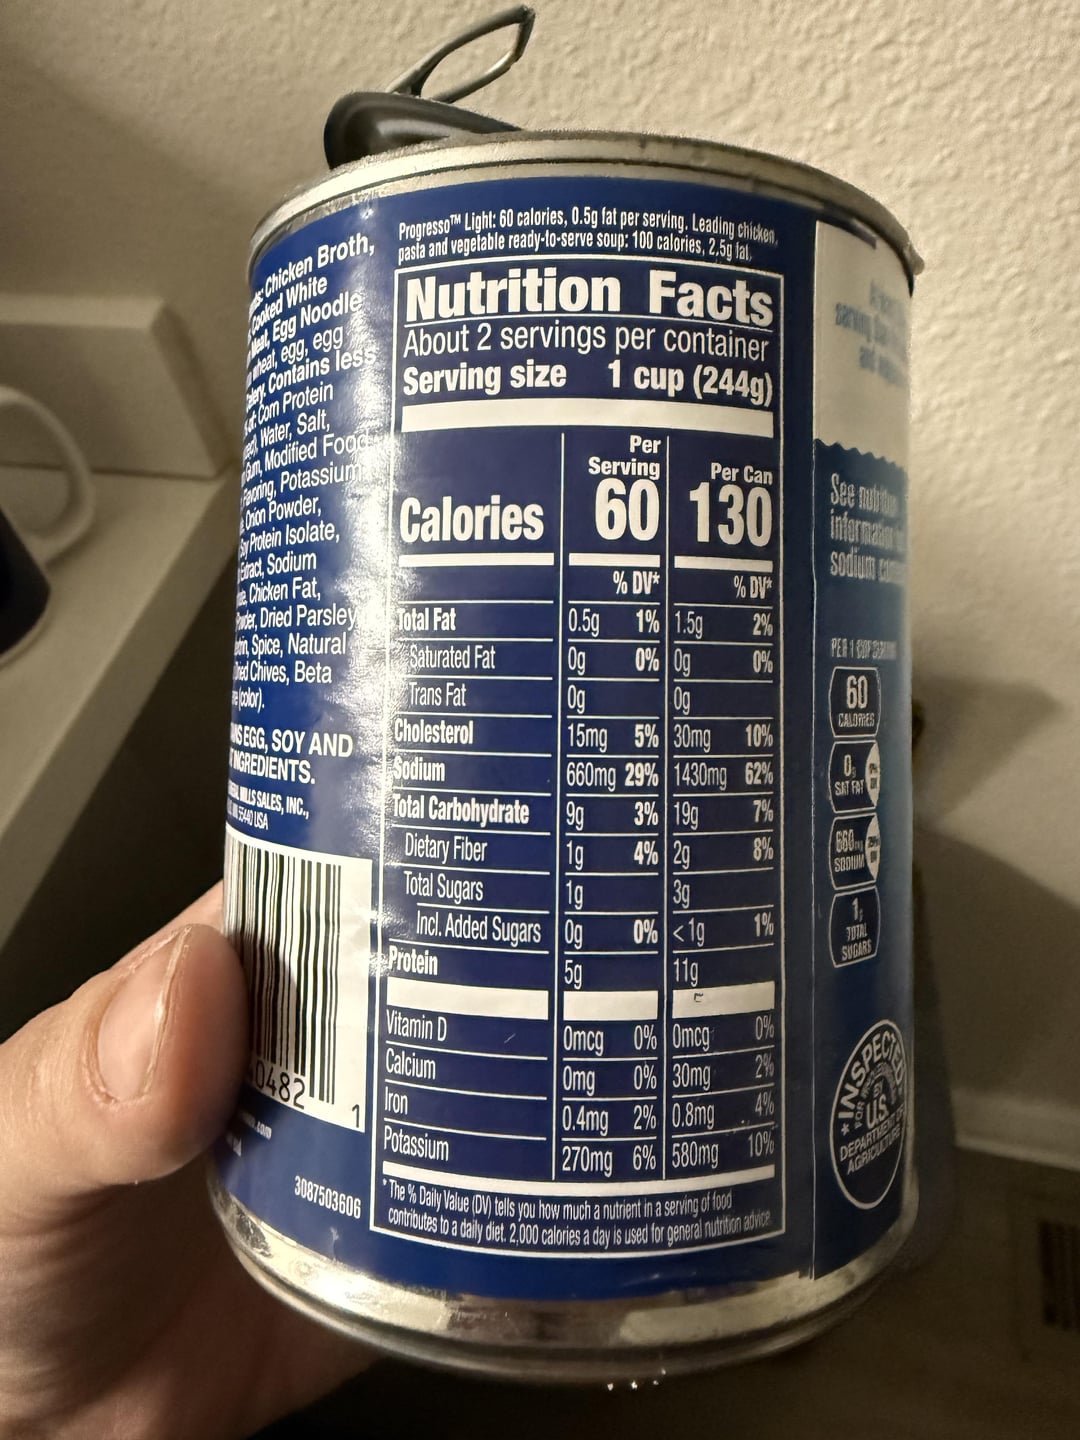 Chicken Broth,
Cooked White
Meat, Egg Noodle
wheat, egg, egg
Contains less
Corn Protein
Water, Salt,
Gum, Modified Food
Flavoring, Potassium
Onion Powder,
Soy Protein Isolate,
Extract, Sodium
Chicken Fat,
Dried Parsley
Spice, Natural
Dried Chives, Beta
(color).
EGG, SOY AND
INGREDIENTS.
MILLS SALES, INC.,
55440 USA
0482 1
.com
3087503606
Progresso™ Light: 60 calories, 0.5g fat per serving. Leading chicken,
pasta and vegetable ready-to-serve soup: 100 calories, 2.5g fat.
Nutrition Facts
About 2 servings per container
Serving size 1 cup (244g)
Per Serving Per Can
Calories 60 130
% DV* % DV*
Total Fat 0.5g 1% 1.5g 2%
Saturated Fat 0g 0% 0g 0%
Trans Fat 0g 0g
Cholesterol 15mg 5% 30mg 10%
Sodium 660mg 29% 1430mg 62%
Total Carbohydrate 9g 3% 19g 7%
Dietary Fiber 1g 4% 2g 8%
Total Sugars 1g 3g
Incl. Added Sugars 0g 0% <1g 1%
Protein 5g 11g
Vitamin D 0mcg 0% 0mcg 0%
Calcium 0mg 0% 30mg 2%
Iron 0.4mg 2% 0.8mg 4%
Potassium 270mg 6% 580mg 10%
* The % Daily Value (DV) tells you how much a nutrient in a serving of food
contributes to a daily diet. 2,000 calories a day is used for general nutrition advice.
See nutrition
information
sodium
PER 1 CUP SERVING
60
CALORIES
0g
SAT FAT
660mg
SODIUM
1g
TOTAL
SUGARS
INSPECTED
FOR
BY
U.S.
DEPARTMENT OF
AGRICULTURE